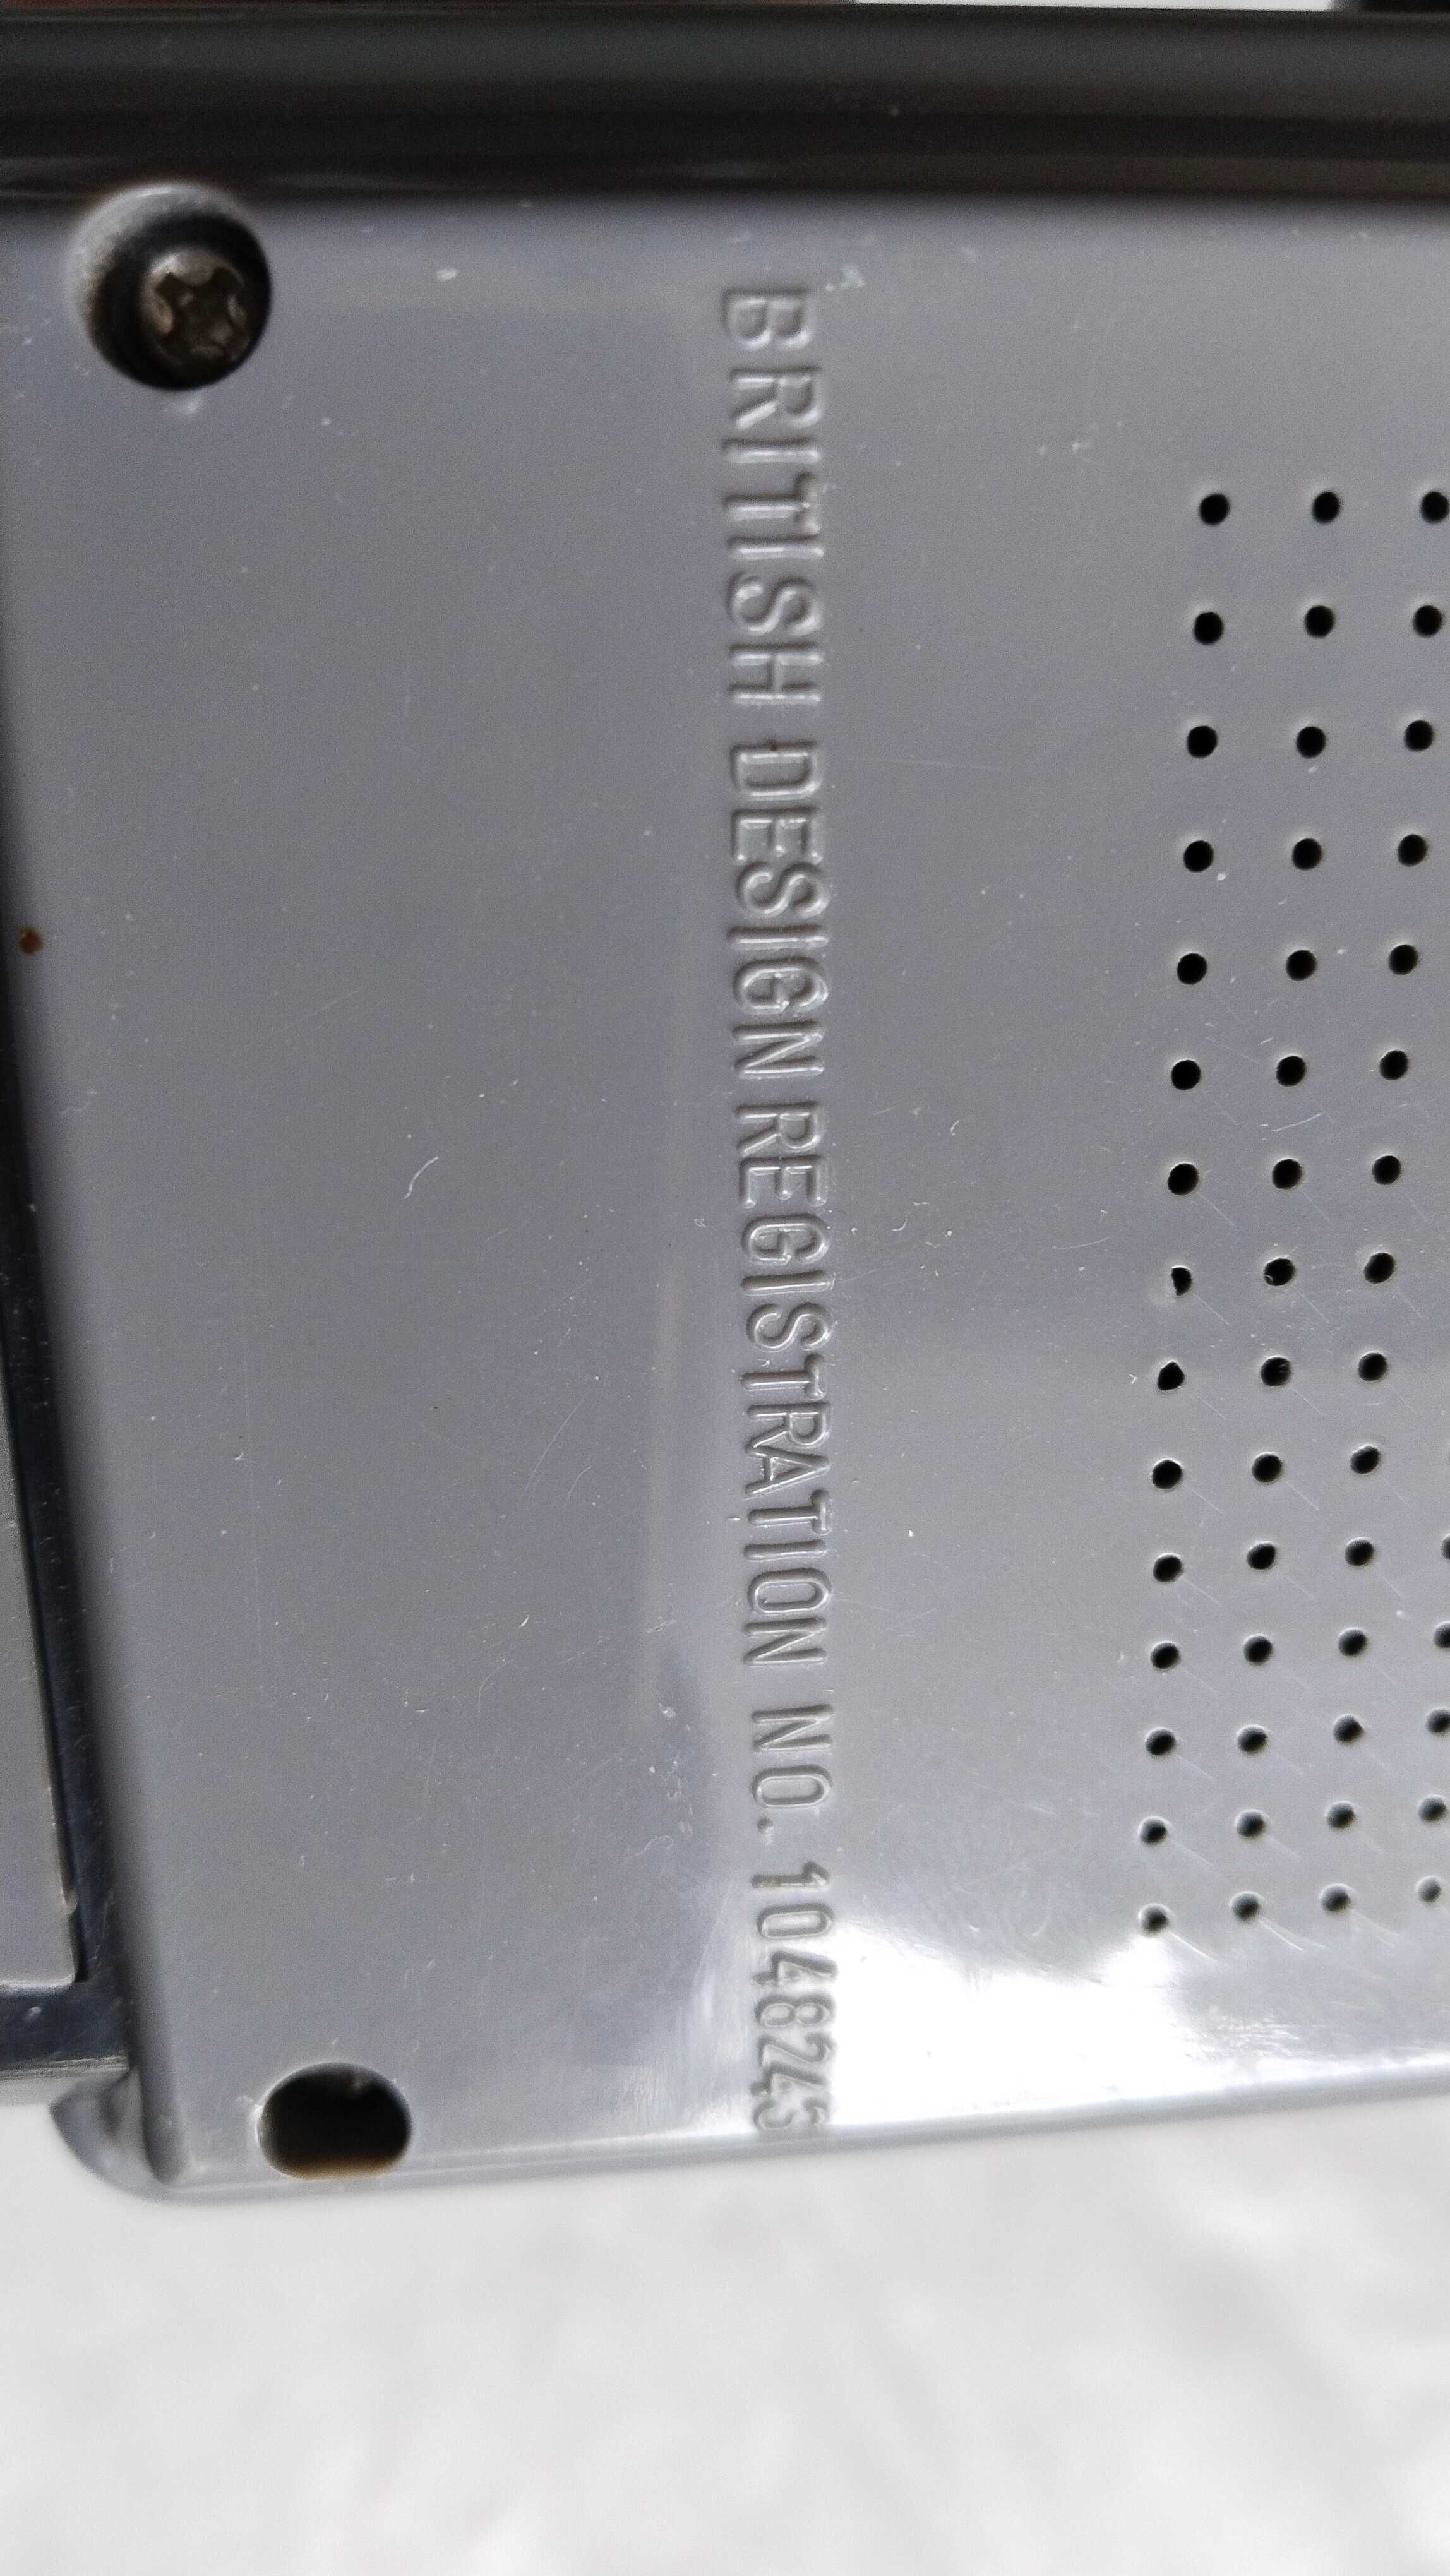 BRITISH DESIGN REGISTRATION NO. 1048243